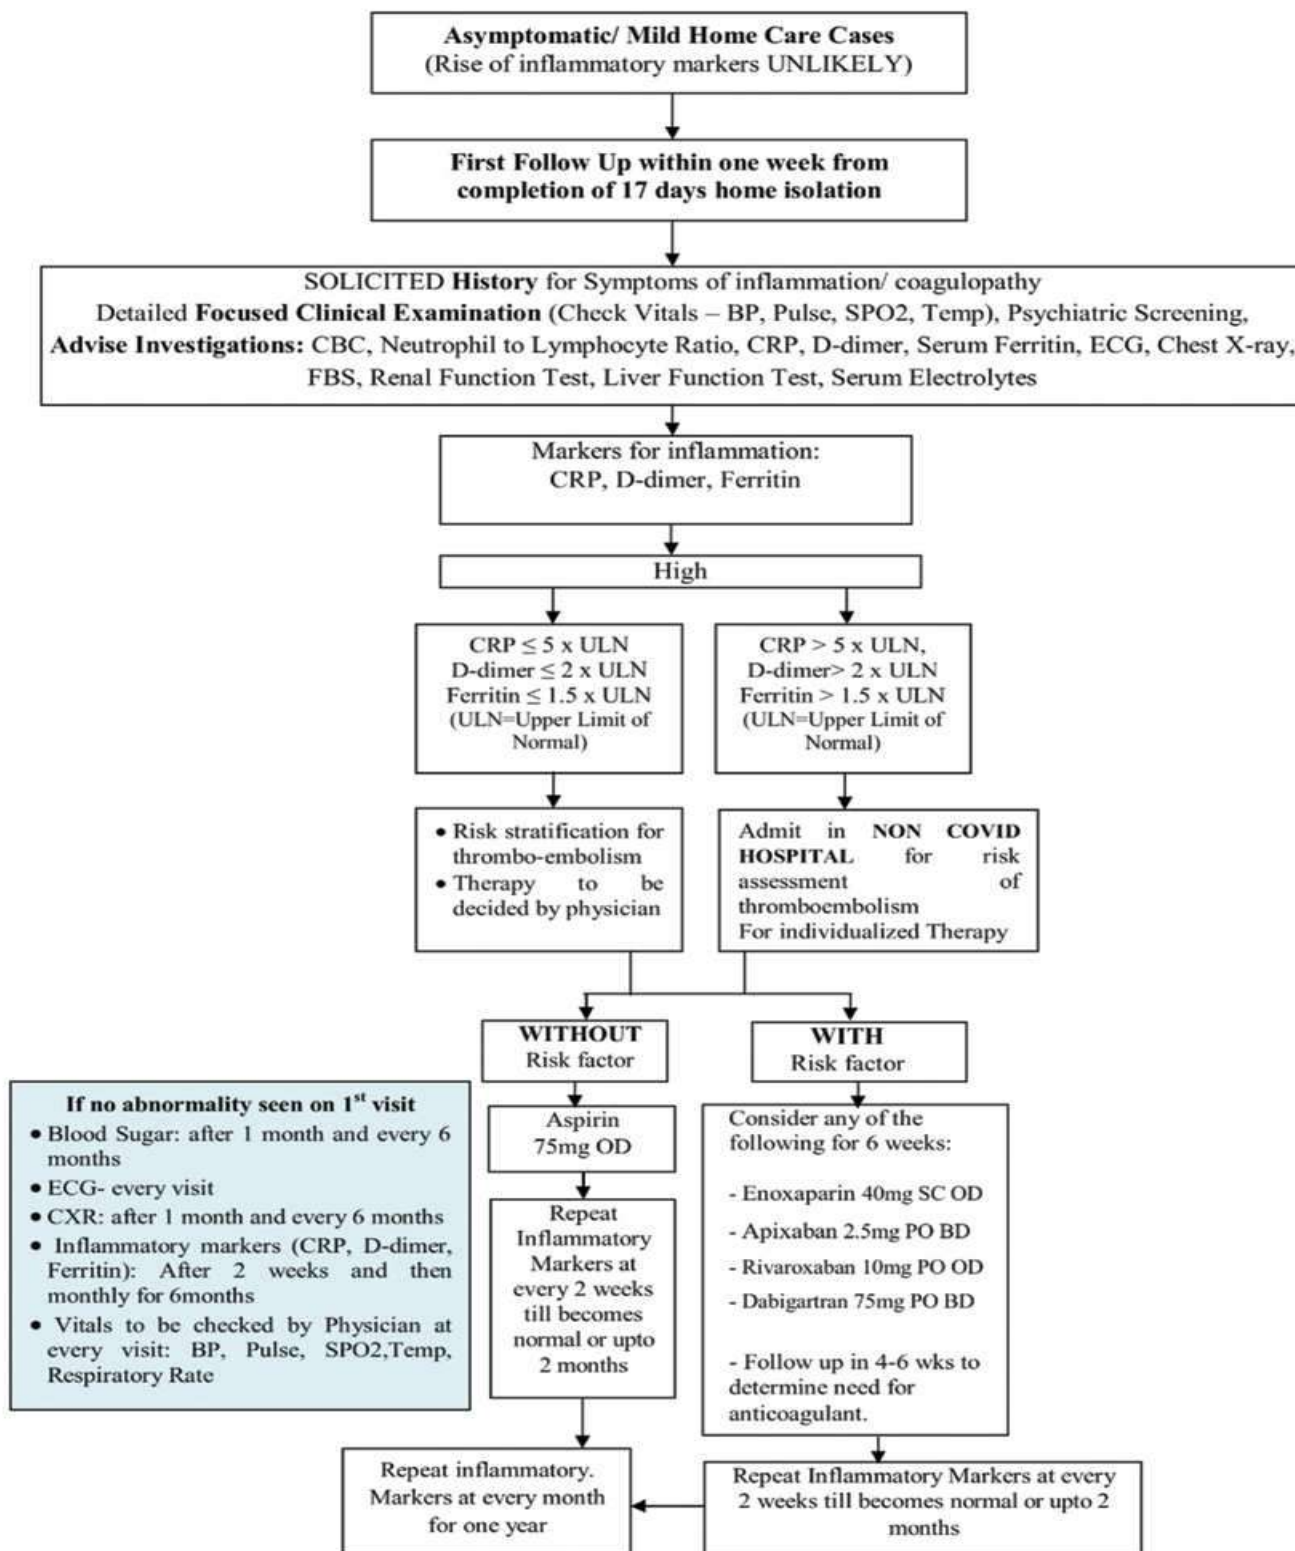 Asymptomatic/ Mild Home Care Cases
(Rise of inflammatory markers UNLIKELY)
First Follow Up within one week from
completion of 17 days home isolation
SOLICITED History for Symptoms of inflammation/ coagulopathy
Detailed Focused Clinical Examination (Check Vitals – BP, Pulse, SPO2, Temp), Psychiatric Screening,
Advise Investigations: CBC, Neutrophil to Lymphocyte Ratio, CRP, D-dimer, Serum Ferritin, ECG, Chest X-ray,
FBS, Renal Function Test, Liver Function Test, Serum Electrolytes
Markers for inflammation:
CRP, D-dimer, Ferritin
High
CRP ≤ 5 x ULN
D-dimer ≤ 2 x ULN
Ferritin ≤ 1.5 x ULN
(ULN=Upper Limit of
Normal)
CRP > 5 x ULN,
D-dimer> 2 x ULN
Ferritin > 1.5 x ULN
(ULN=Upper Limit of
Normal)
• Risk stratification for
thrombo-embolism
• Therapy to be
decided by physician
Admit in NON COVID
HOSPITAL for risk
assessment of
thromboembolism
For individualized Therapy
WITHOUT
Risk factor
WITH
Risk factor
If no abnormality seen on 1st visit
• Blood Sugar: after 1 month and every 6
months
• ECG- every visit
• CXR: after 1 month and every 6 months
• Inflammatory markers (CRP, D-dimer,
Ferritin): After 2 weeks and then
monthly for 6months
• Vitals to be checked by Physician at
every visit: BP, Pulse, SPO2,Temp,
Respiratory Rate
Aspirin
75mg OD
Repeat
Inflammatory
Markers at
every 2 weeks
till becomes
normal or upto
2 months
Consider any of the
following for 6 weeks:
- Enoxaparin 40mg SC OD
- Apixaban 2.5mg PO BD
- Rivaroxaban 10mg PO OD
- Dabigartran 75mg PO BD
- Follow up in 4-6 wks to
determine need for
anticoagulant.
Repeat inflammatory.
Markers at every month
for one year
Repeat Inflammatory Markers at every
2 weeks till becomes normal or upto 2
months